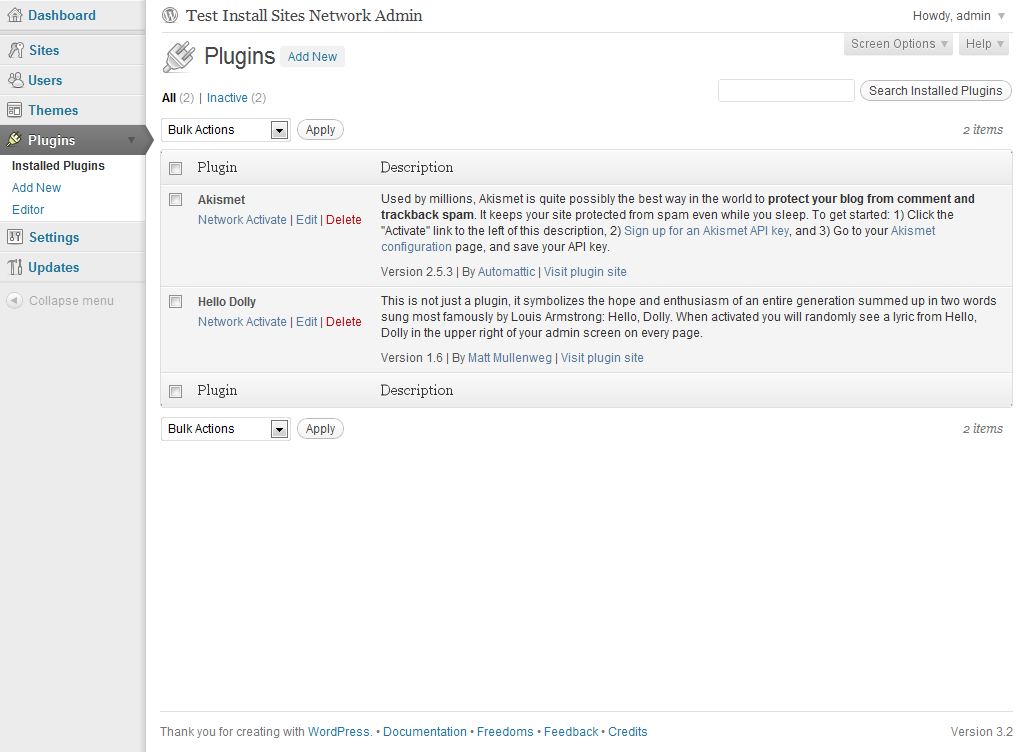 Dashboard
Sites
Users
Themes
Plugins
Installed Plugins
Add New
Editor
Settings
Updates
Collapse menu
Test Install Sites Network Admin
Howdy, admin
Screen Options
Help
Plugins Add New
All (2) | Inactive (2)
Search Installed Plugins
Bulk Actions Apply
2 items
Plugin Description
Akismet
Network Activate | Edit | Delete
Used by millions, Akismet is quite possibly the best way in the world to protect your blog from comment and
trackback spam. It keeps your site protected from spam even while you sleep. To get started: 1) Click the
"Activate" link to the left of this description, 2) Sign up for an Akismet API key, and 3) Go to your Akismet
configuration page, and save your API key.
Version 2.5.3 | By Automattic | Visit plugin site
Hello Dolly
Network Activate | Edit | Delete
This is not just a plugin, it symbolizes the hope and enthusiasm of an entire generation summed up in two words
sung most famously by Louis Armstrong: Hello, Dolly. When activated you will randomly see a lyric from Hello,
Dolly in the upper right of your admin screen on every page.
Version 1.6 | By Matt Mullenweg | Visit plugin site
Plugin Description
Bulk Actions Apply
2 items
Thank you for creating with WordPress. • Documentation • Freedoms • Feedback • Credits
Version 3.2